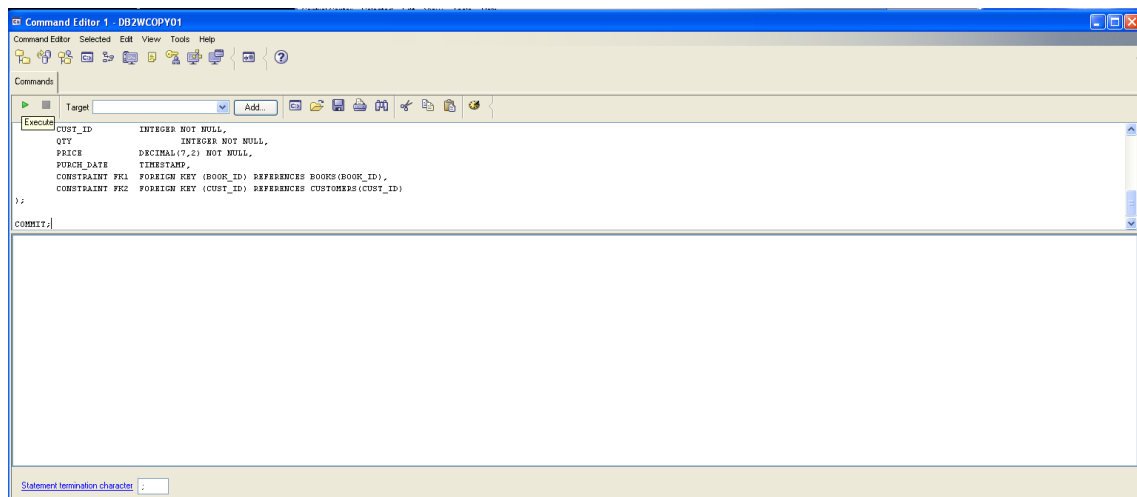 Command Editor 1 - DB2WCOPY01
Command Editor Selected Edit View Tools Help
Commands
Target Add...
Execute
CUST_ID INTEGER NOT NULL,
QTY INTEGER NOT NULL,
PRICE DECIMAL(7,2) NOT NULL,
PURCH_DATE TIMESTAMP,
CONSTRAINT FK1 FOREIGN KEY (BOOK_ID) REFERENCES BOOKS(BOOK_ID),
CONSTRAINT FK2 FOREIGN KEY (CUST_ID) REFERENCES CUSTOMERS(CUST_ID)
);
COMMIT;
Statement termination character ;